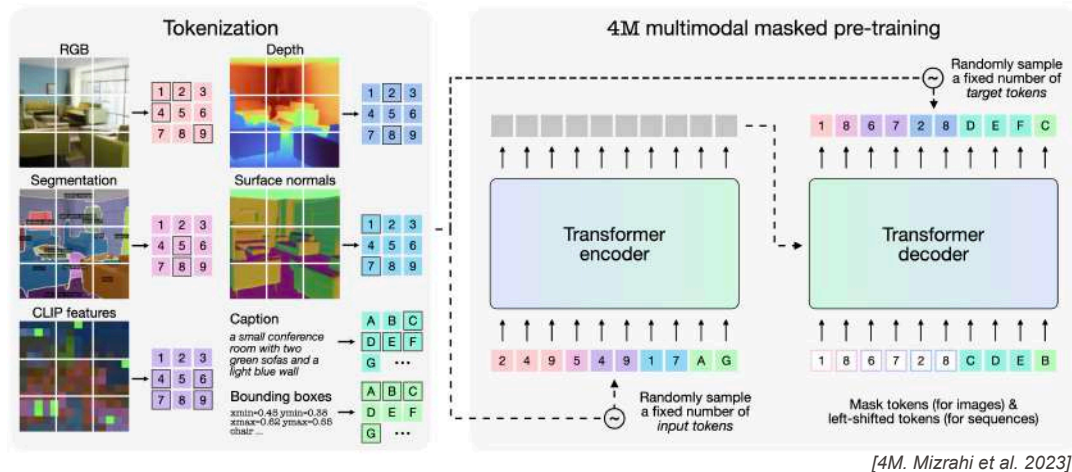 Tokenization
RGB
1 2 3
4 5 6
7 8 9
Depth
1 2 3
4 5 6
7 8 9
Segmentation
1 2 3
4 5 6
7 8 9
Surface normals
1 2 3
4 5 6
7 8 9
CLIP features
1 2 3
4 5 6
7 8 9
Caption
a small conference
room with two
green sofas and a
light blue wall
A B C
D E F
G ...
Bounding boxes
xmin=0.45 ymin=0.38
xmax=0.62 ymax=0.55
chair ...
A B C
D E F
G ...
4M multimodal masked pre-training
Randomly sample
a fixed number of
target tokens
~
1 8 6 7 2 8 D E F C
Transformer
encoder
Transformer
decoder
2 4 9 5 4 9 1 7 A G
1 8 6 7 2 8 C D E B
~
Randomly sample
a fixed number of
input tokens
Mask tokens (for images) &
left-shifted tokens (for sequences)
[4M. Mizrahi et al. 2023]